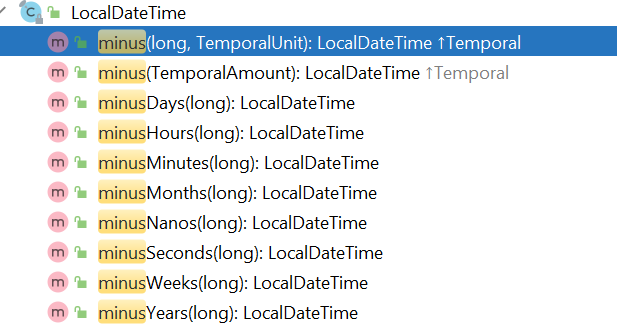 LocalDateTime
minus(long, TemporalUnit): LocalDateTime ↑Temporal
minus(TemporalAmount): LocalDateTime ↑Temporal
minusDays(long): LocalDateTime
minusHours(long): LocalDateTime
minusMinutes(long): LocalDateTime
minusMonths(long): LocalDateTime
minusNanos(long): LocalDateTime
minusSeconds(long): LocalDateTime
minusWeeks(long): LocalDateTime
minusYears(long): LocalDateTime